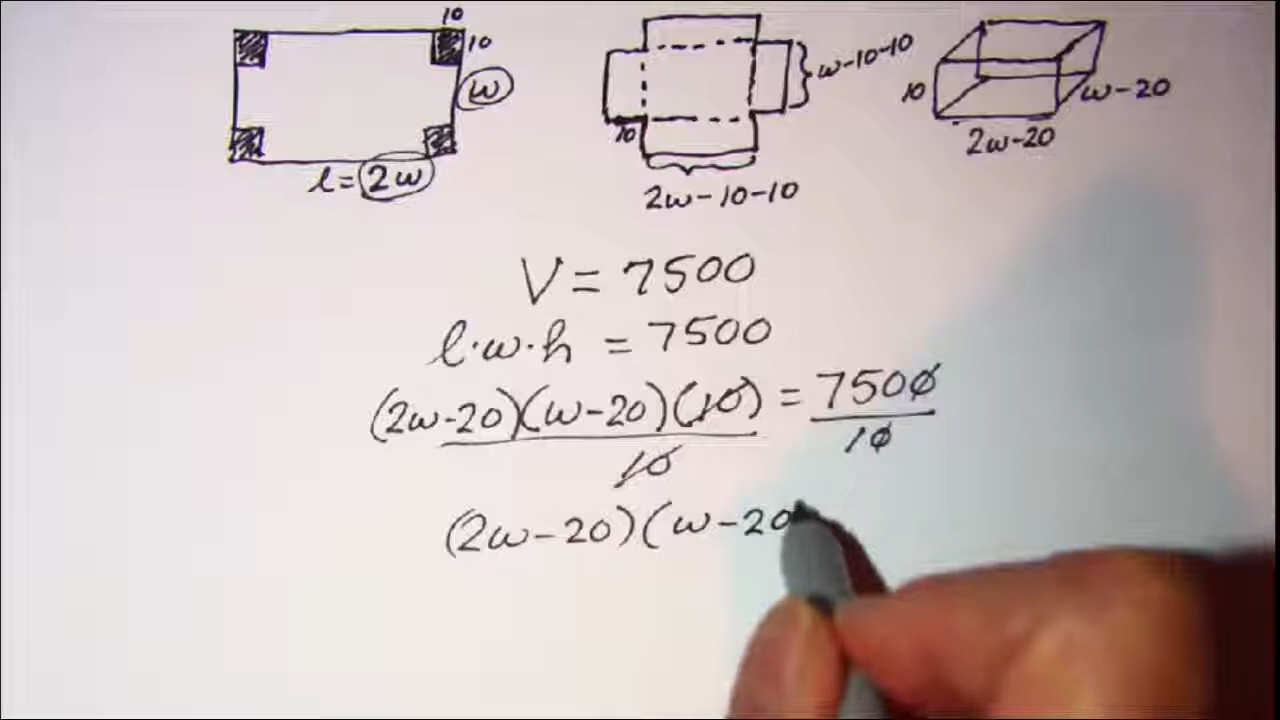 10
10
w
l = 2w
w-10-10
10
2w-10-10
10
w-20
2w-20
V = 7500
l·w·h = 7500
(2w-20)(w-20)(10) = 7500
10 10
(2w-20)(w-20